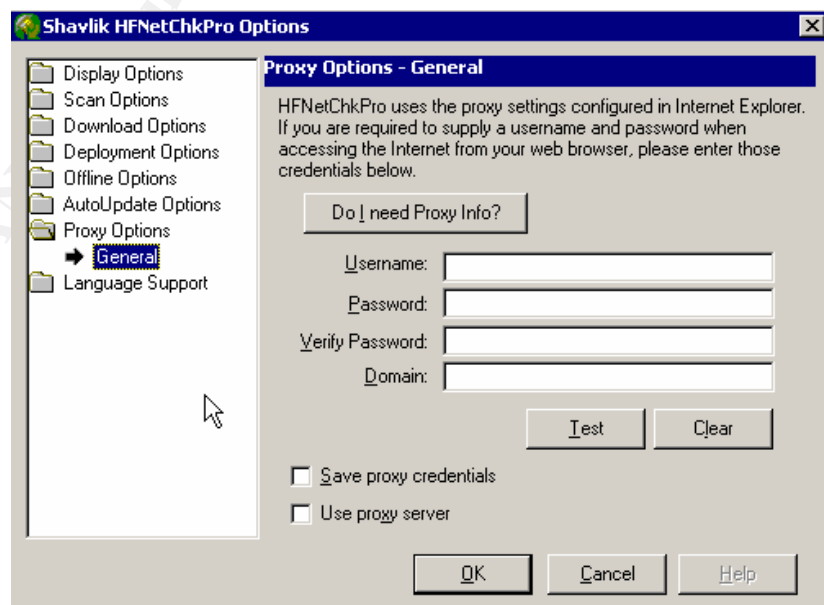 Shavlik HFNetChkPro Options
Display Options
Scan Options
Download Options
Deployment Options
Offline Options
AutoUpdate Options
Proxy Options
General
Language Support
Proxy Options - General
HFNetChkPro uses the proxy settings configured in Internet Explorer.
If you are required to supply a username and password when
accessing the Internet from your web browser, please enter those
credentials below.
Do I need Proxy Info?
Username:
Password:
Verify Password:
Domain:
Test
Clear
Save proxy credentials
Use proxy server
OK
Cancel
Help